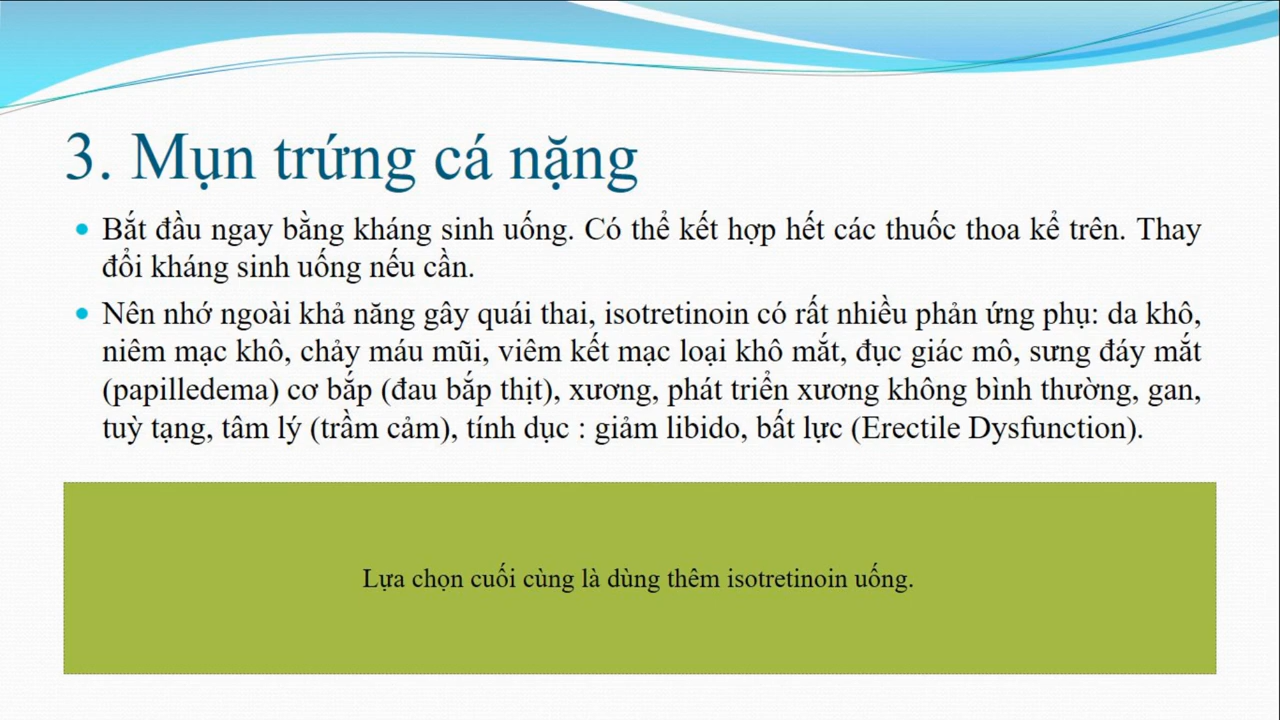 3. Mụn trứng cá nặng
Bắt đầu ngay bằng kháng sinh uống. Có thể kết hợp hết các thuốc thoa kể trên. Thay
đổi kháng sinh uống nếu cần.
Nên nhớ ngoài khả năng gây quái thai, isotretinoin có rất nhiều phản ứng phụ: da khô,
niêm mạc khô, chảy máu mũi, viêm kết mạc loại khô mắt, đục giác mô, sưng đáy mắt
(papilledema) cơ bắp (đau bắp thịt), xương, phát triển xương không bình thường, gan,
tuỳ tạng, tâm lý (trầm cảm), tính dục : giảm libido, bất lực (Erectile Dysfunction).
Lựa chọn cuối cùng là dùng thêm isotretinoin uống.